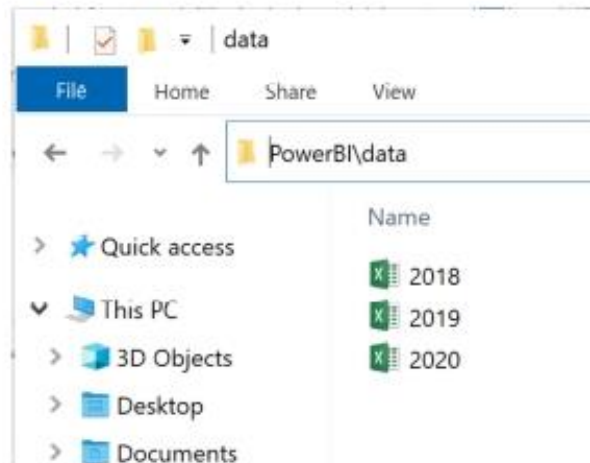 data
File Home Share View
PowerBI\data
Name
Quick access
2018
This PC
2019
3D Objects
2020
Desktop
Documents